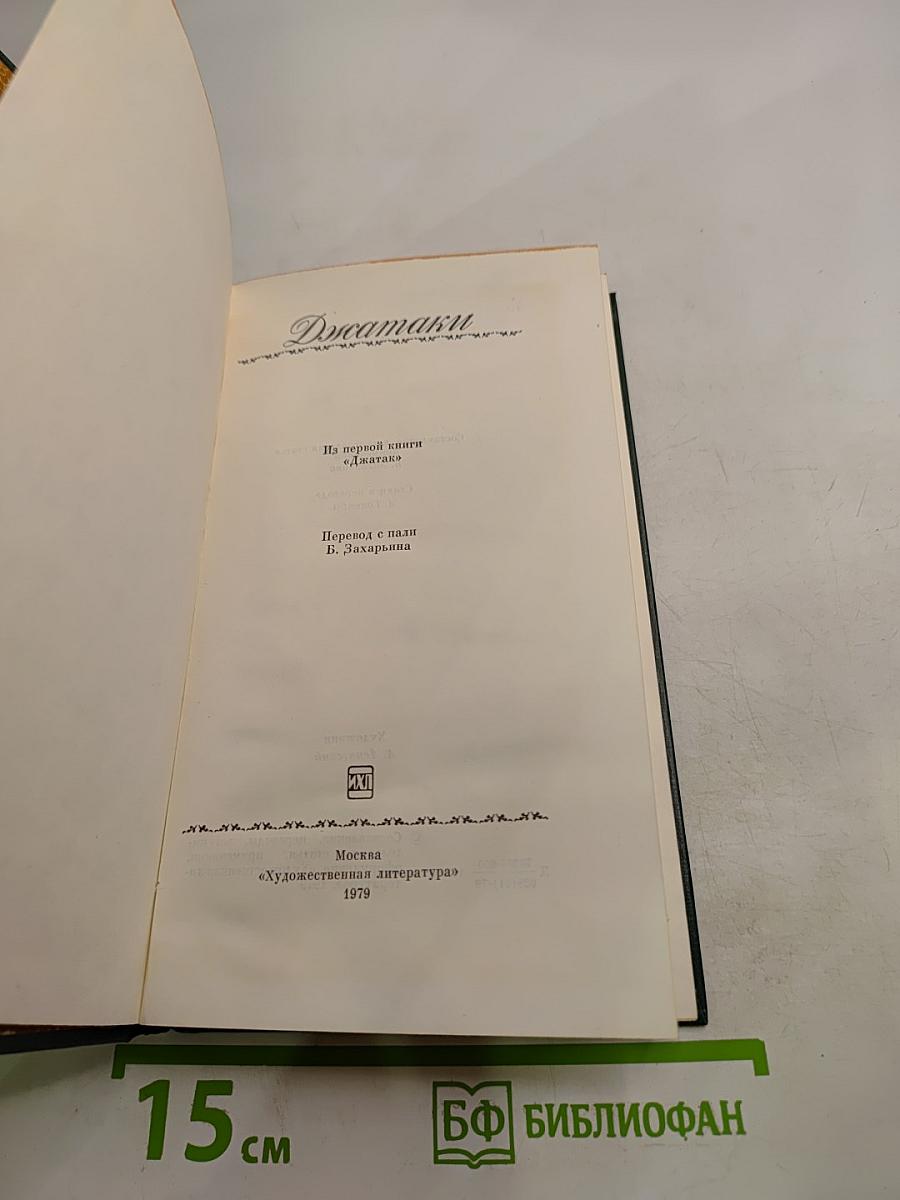 Джатаки
Из первой книги
«Джатак»
Перевод с пали
Б. Захарьина
ИХЛ
Москва
«Художественная литература»
1979
15 см
БФ БИБЛИОФАН